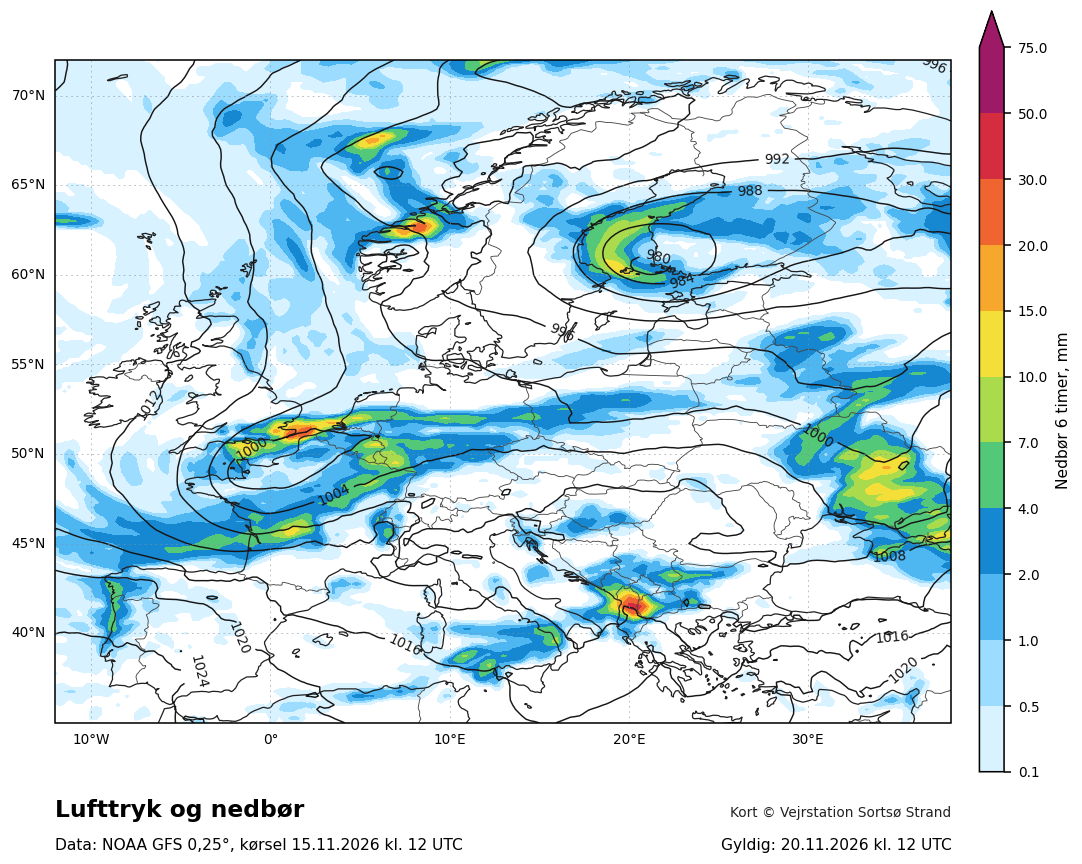 996
75.0
70°N
50.0
992
65°N
988
30.0
980
20.0
60°N
984
996
15.0
55°N
10.0
1012
1000
1000
7.0
50°N
1004
Nedbør 6 timer, mm
4.0
45°N
1008
2.0
40°N
1020
1016
1016
1.0
1024
1020
0.5
10°W
0°
10°E
20°E
30°E
0.1
Lufttryk og nedbør
Kort © Vejrstation Sortsø Strand
Data: NOAA GFS 0,25°, kørsel 15.11.2026 kl. 12 UTC
Gyldig: 20.11.2026 kl. 12 UTC